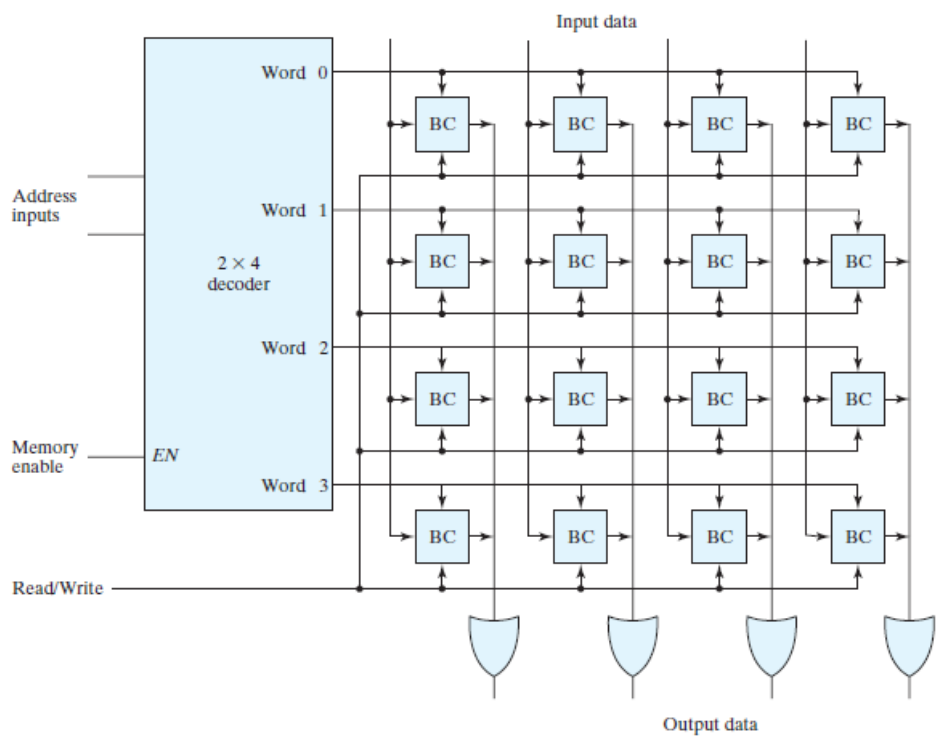 Input data
Word 0
BC BC BC BC
Address
inputs
Word 1
2 × 4
decoder
BC BC BC BC
Word 2
BC BC BC BC
Memory
enable
EN
Word 3
BC BC BC BC
Read/Write
Output data